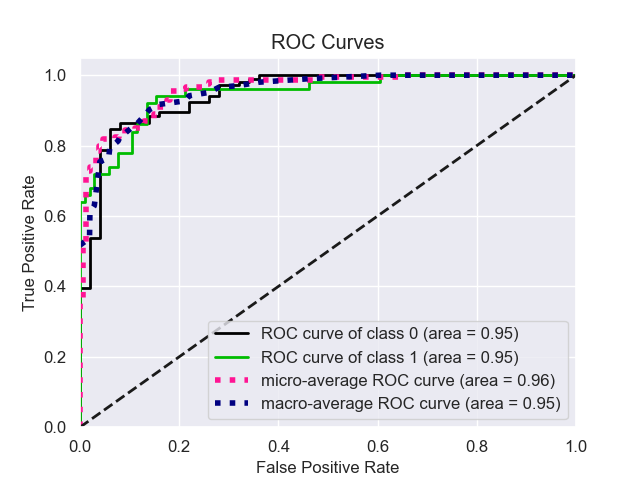 ROC Curves
True Positive Rate
1.0
0.8
0.6
0.4
0.2
0.0
ROC curve of class 0 (area = 0.95)
ROC curve of class 1 (area = 0.95)
micro-average ROC curve (area = 0.96)
macro-average ROC curve (area = 0.95)
0.0 0.2 0.4 0.6 0.8 1.0
False Positive Rate